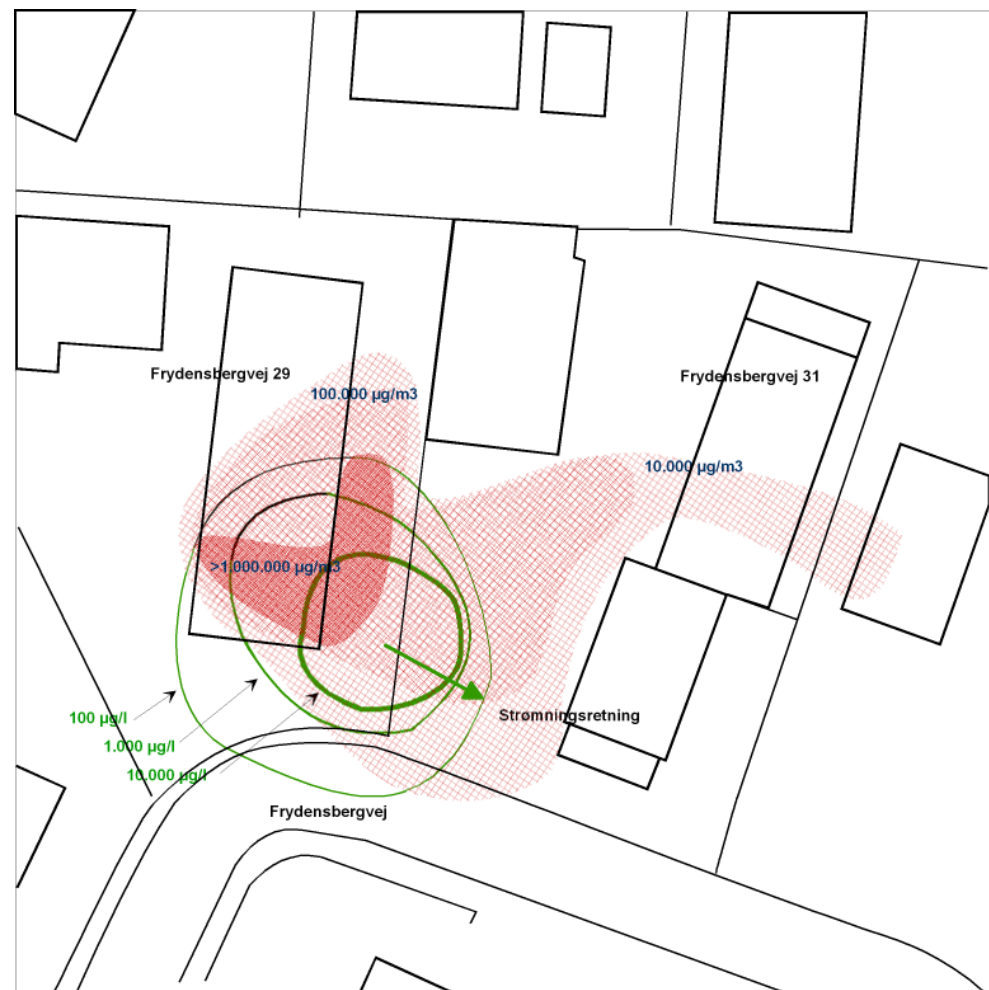 Frydensbergvej 29
Frydensbergvej 31
100.000 µg/m3
10.000 µg/m3
>1.000.000 µg/m3
Strømningsretning
100 µg/l
1.000 µg/l
10.000 µg/l
Frydensbergvej